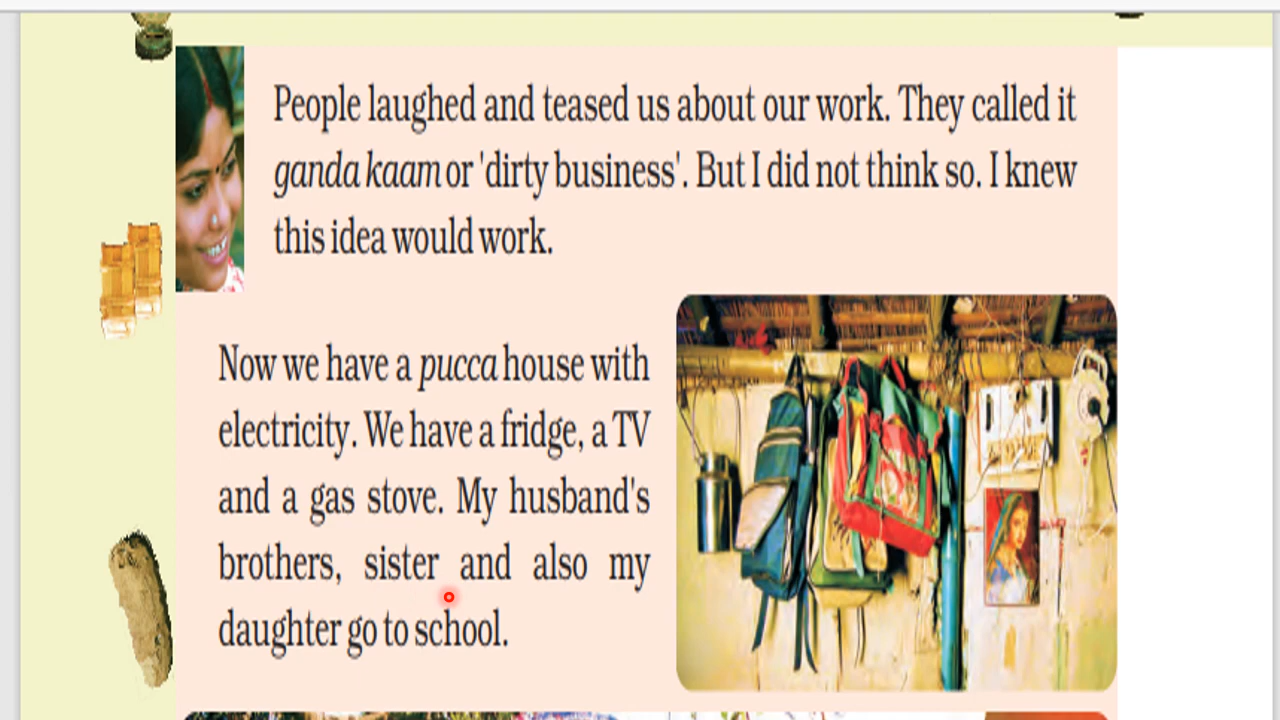 People laughed and teased us about our work. They called it
ganda kaam or 'dirty business'. But I did not think so. I knew
this idea would work.
Now we have a pucca house with
electricity. We have a fridge, a TV
and a gas stove. My husband's
brothers, sister and also my
daughter go to school.